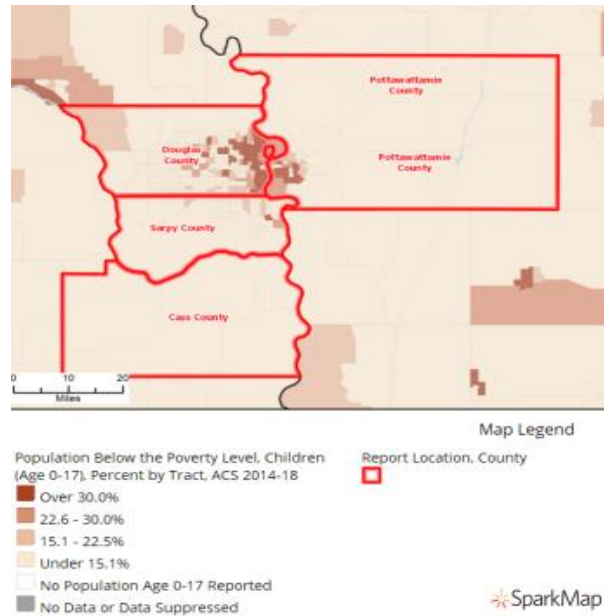 Pottawattamie
County
Douglas
County
Pottawattamie
County
Sarpy County
Cass County
0 10 20
Miles
Map Legend
Population Below the Poverty Level, Children
(Age 0-17), Percent by Tract, ACS 2014-18
Over 30.0%
22.6 - 30.0%
15.1 - 22.5%
Under 15.1%
No Population Age 0-17 Reported
No Data or Data Suppressed
Report Location, County
SparkMap